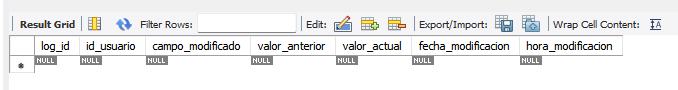 Result Grid Filter Rows: Edit: Export/Import: Wrap Cell Content: IA
log_id id_usuario campo_modificado valor_anterior valor_actual fecha_modificacion hora_modificacion
NULL NULL NULL NULL NULL NULL NULL